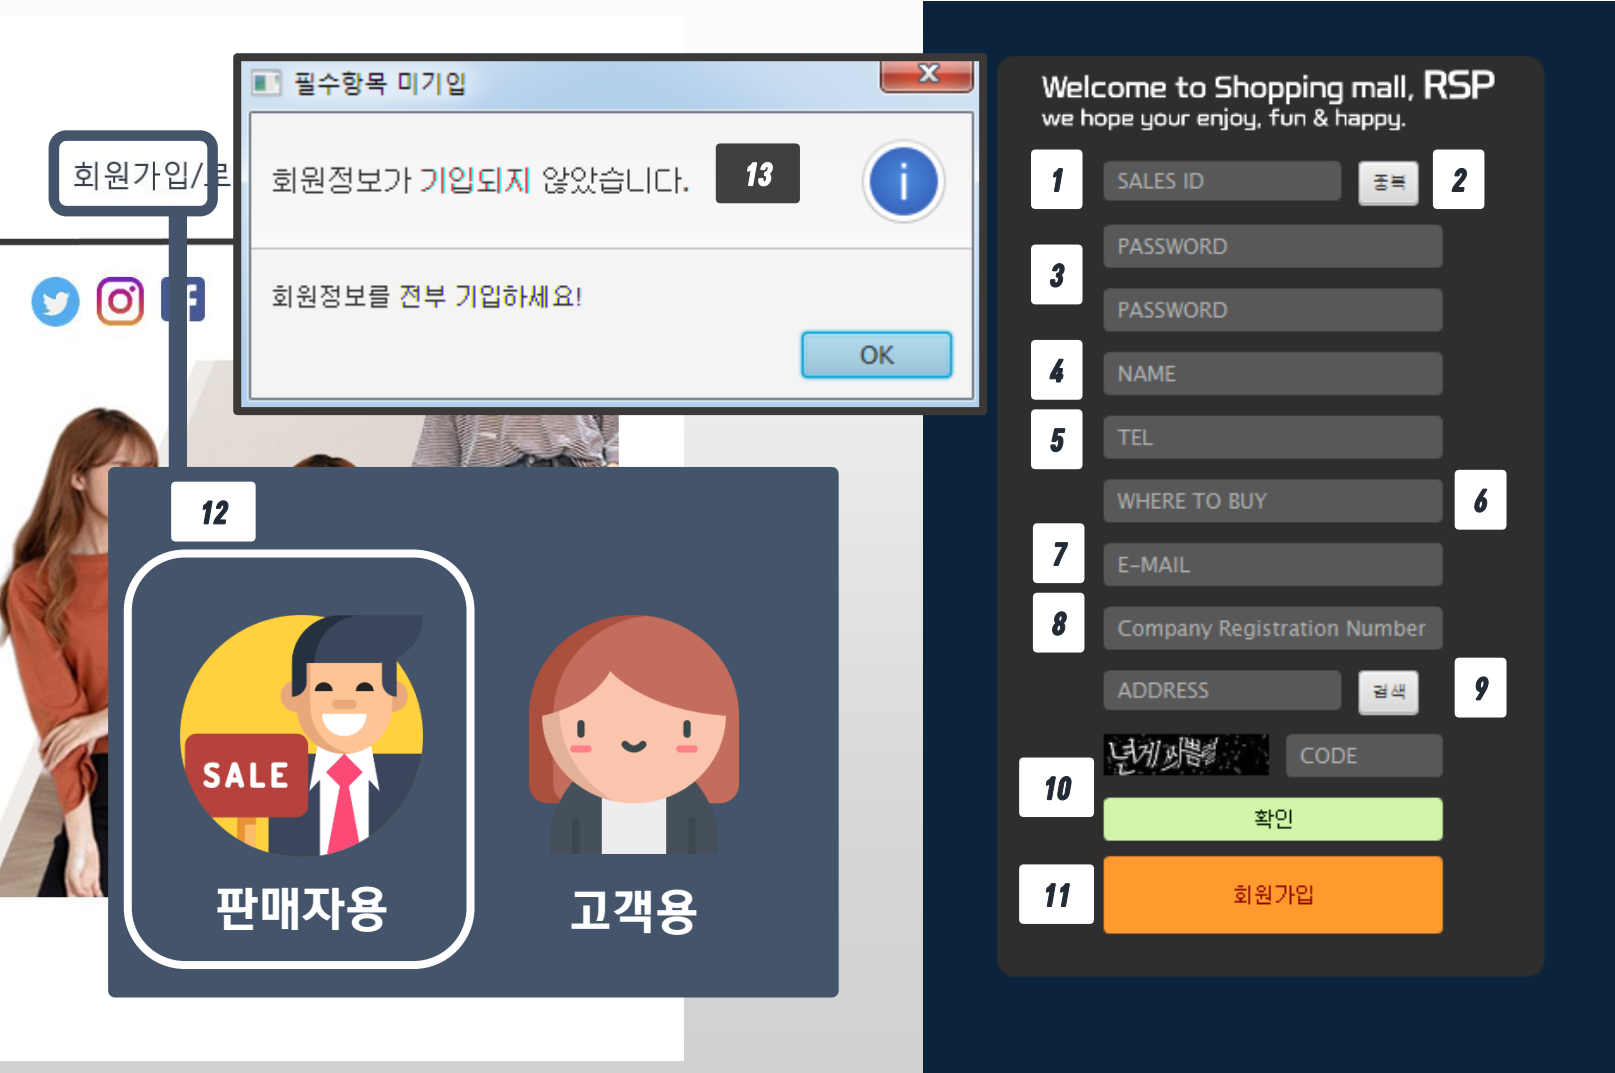 필수항목 미기입
회원가입/로
회원정보가 기입되지 않았습니다.
13
회원정보를 전부 기입하세요!
OK
12
SALE
판매자용
고객용
Welcome to Shopping mall, RSP
we hope your enjoy, fun & happy.
1
SALES ID
중복
2
3
PASSWORD
PASSWORD
4
NAME
5
TEL
WHERE TO BUY
6
7
E-MAIL
8
Company Registration Number
ADDRESS
검색
9
CODE
10
확인
11
회원가입